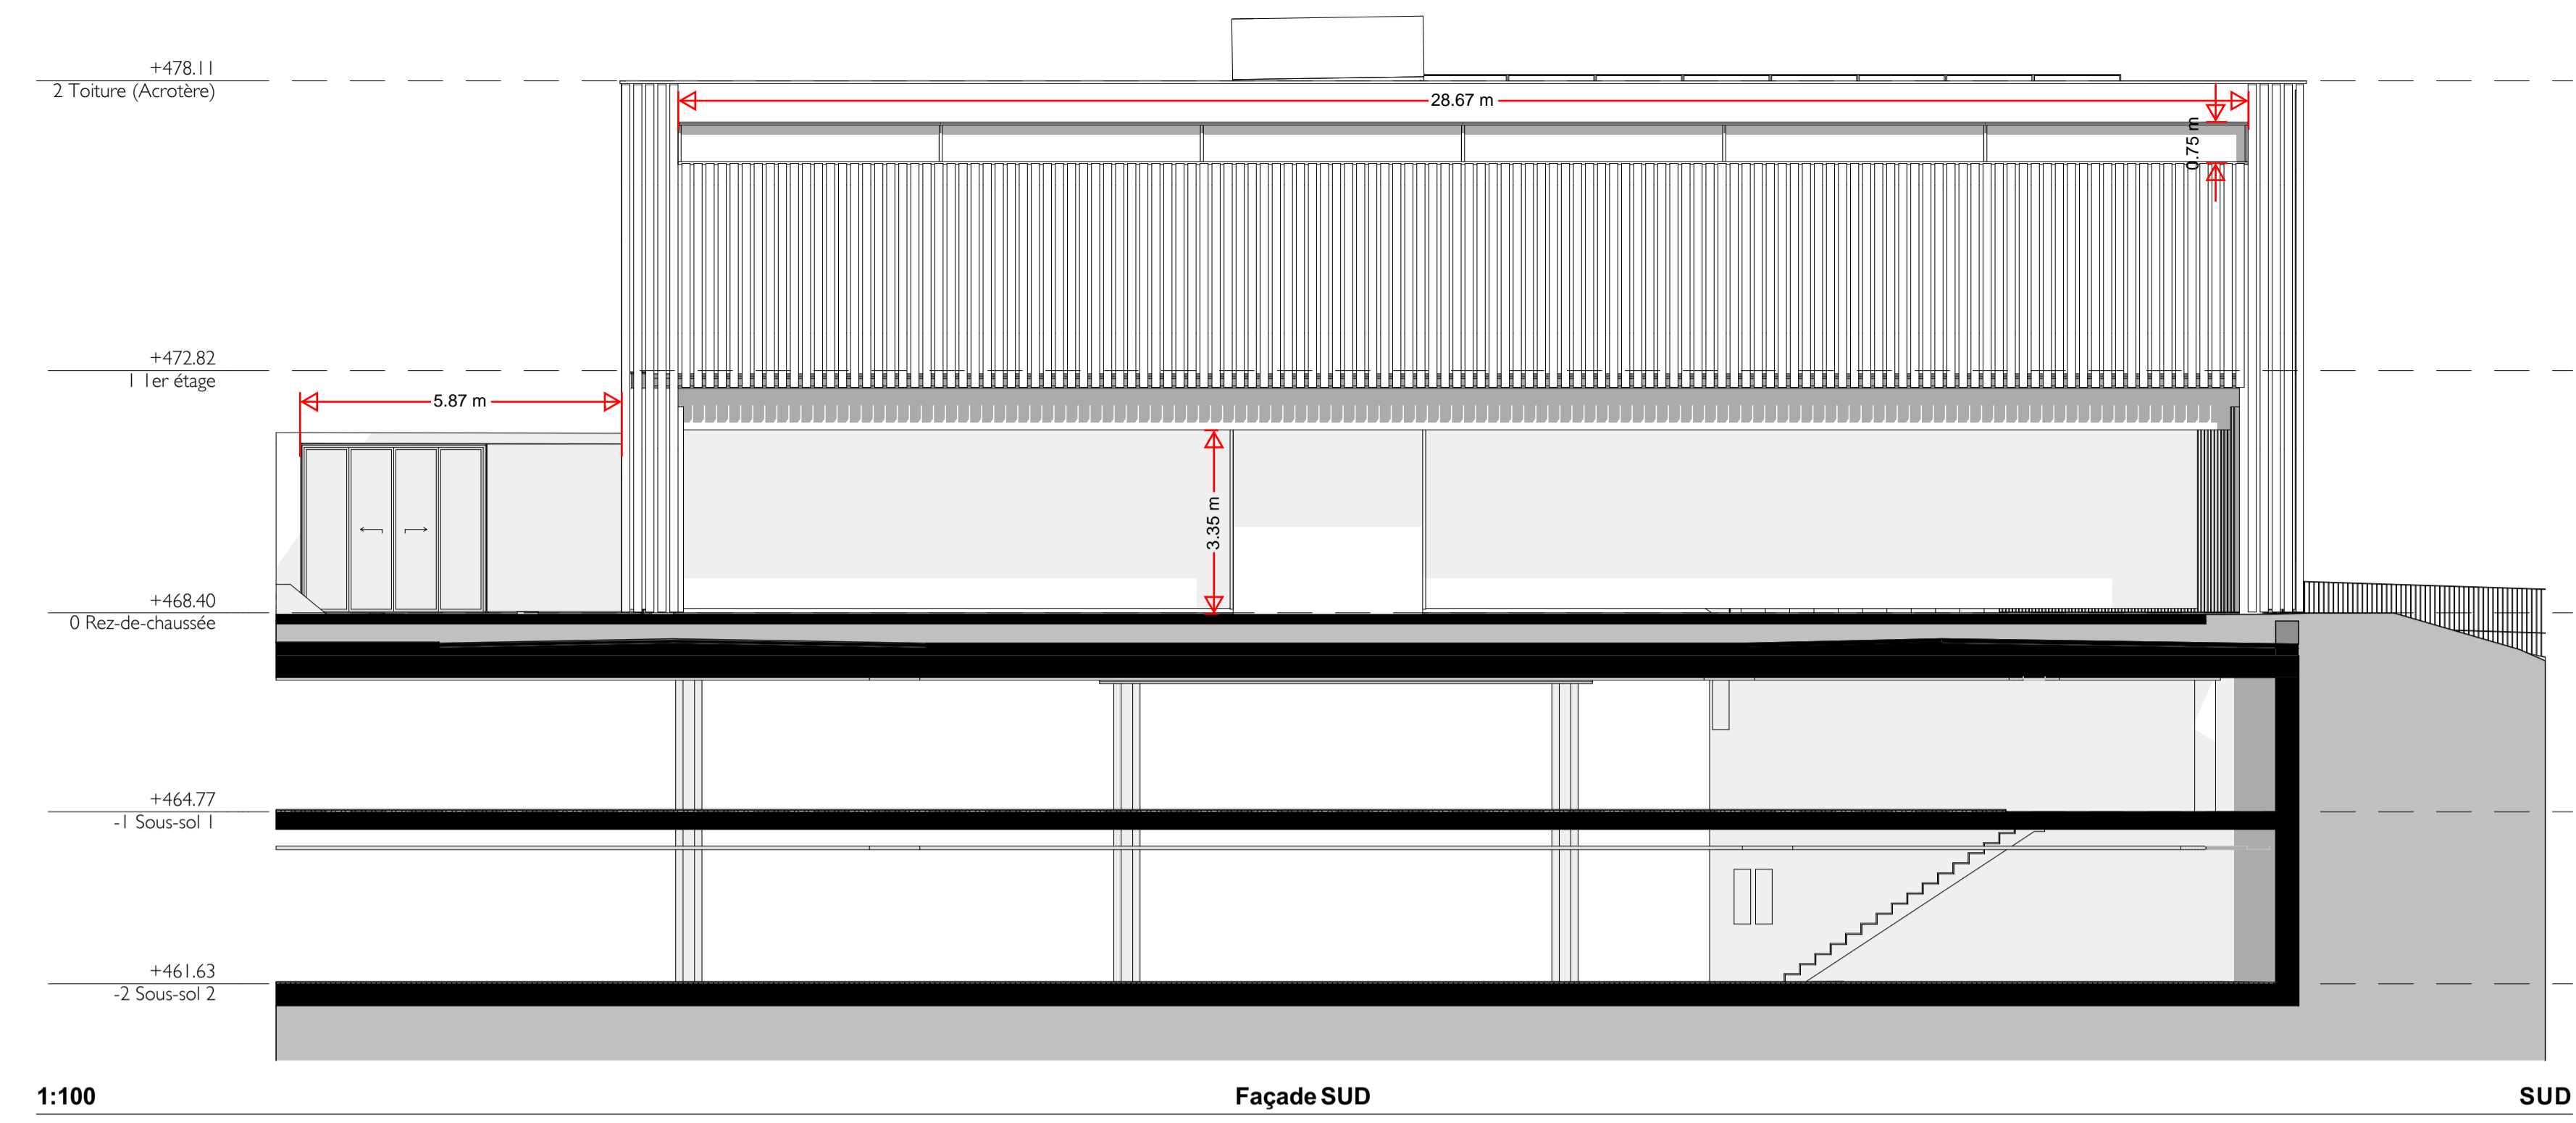 +478.11
2 Toiture (Acrotère)
28.67 m
0.75 m
+472.82
1 1er étage
5.87 m
3.35 m
+468.40
0 Rez-de-chaussée
+464.77
-1 Sous-sol 1
+461.63
-2 Sous-sol 2
1:100 Façade SUD SUD